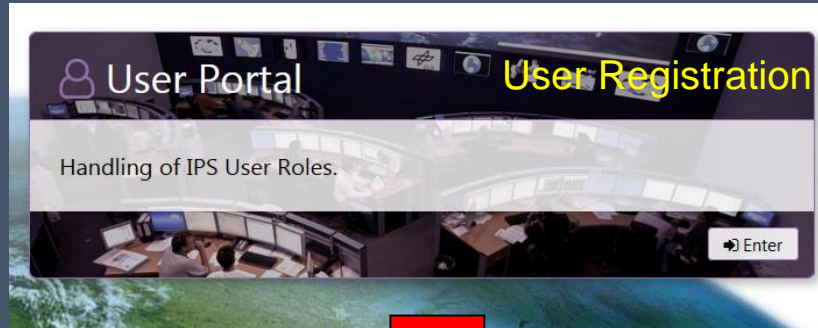 User Portal
User Registration
Handling of IPS User Roles.
Enter